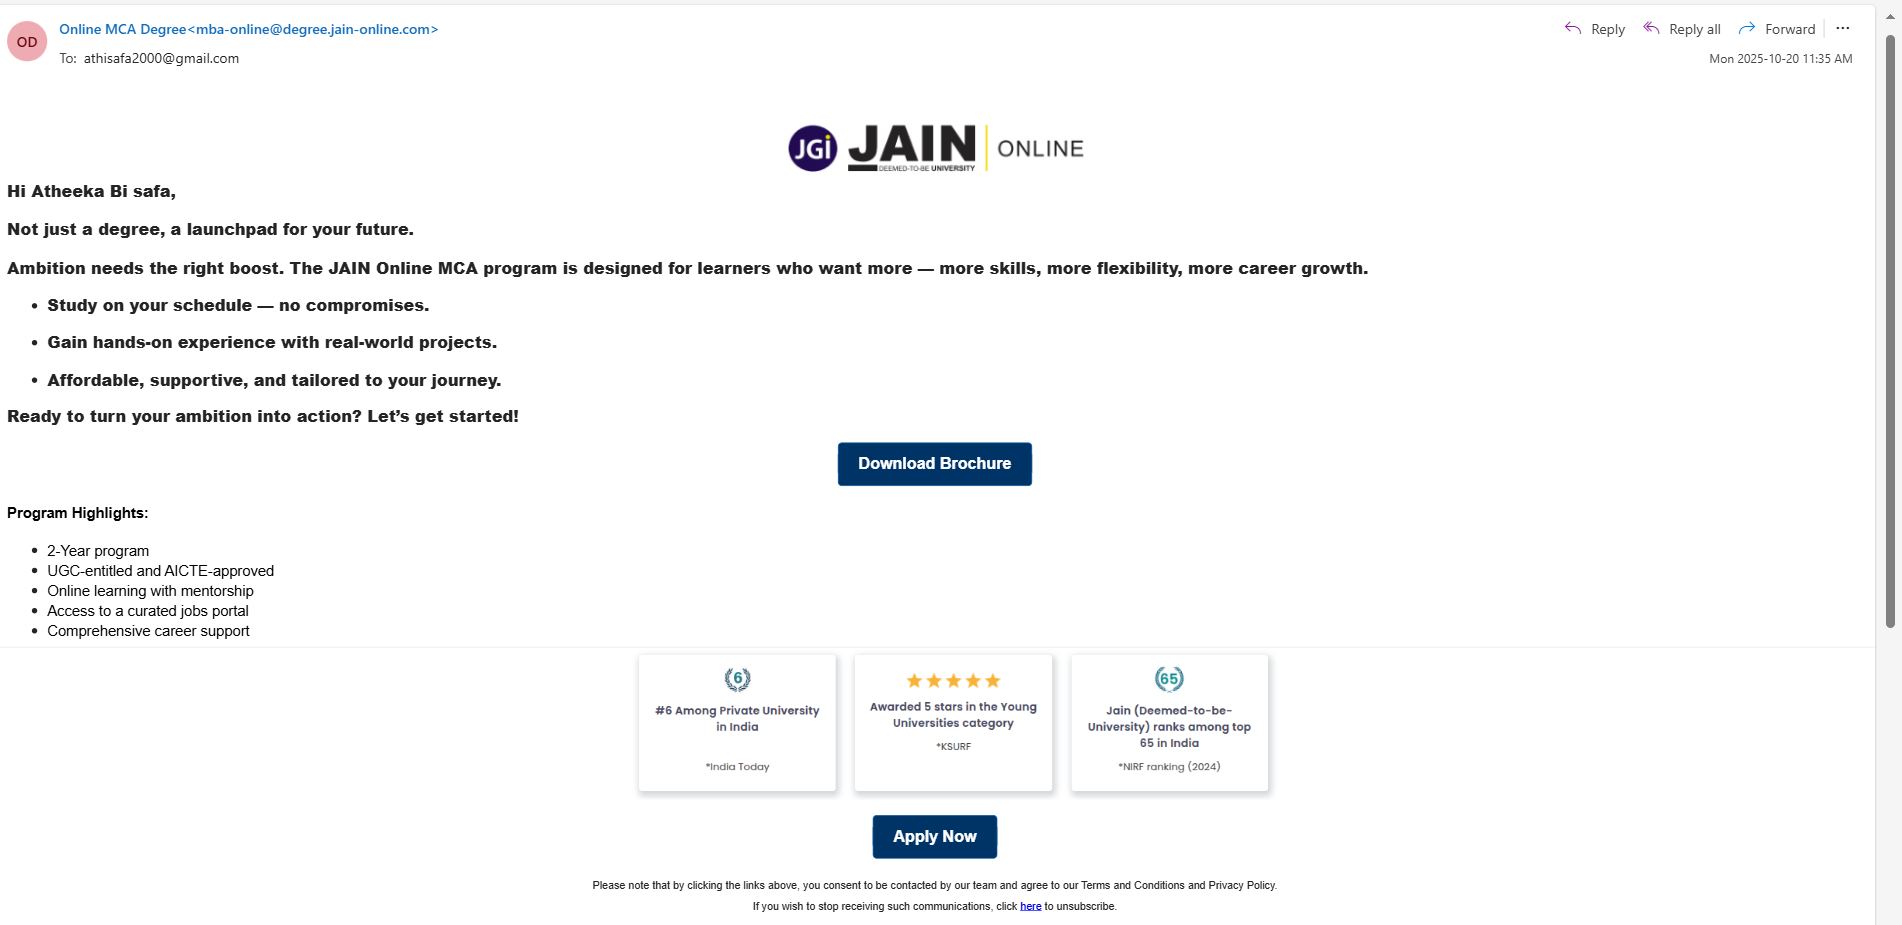 OD
Online MCA Degree<mba-online@degree.jain-online.com>
To: athisafa2000@gmail.com
Reply
Reply all
Forward
Mon 2025-10-20 11:35 AM
JGi JAIN ONLINE
DEEMED-TO-BE UNIVERSITY
Hi Atheeka Bi safa,
Not just a degree, a launchpad for your future.
Ambition needs the right boost. The JAIN Online MCA program is designed for learners who want more — more skills, more flexibility, more career growth.
• Study on your schedule — no compromises.
• Gain hands-on experience with real-world projects.
• Affordable, supportive, and tailored to your journey.
Ready to turn your ambition into action? Let’s get started!
Download Brochure
Program Highlights:
• 2-Year program
• UGC-entitled and AICTE-approved
• Online learning with mentorship
• Access to a curated jobs portal
• Comprehensive career support
6
#6 Among Private University
in India
*India Today
Awarded 5 stars in the Young
Universities category
*KSURF
65
Jain (Deemed-to-be-
University) ranks among top
65 in India
*NIRF ranking (2024)
Apply Now
Please note that by clicking the links above, you consent to be contacted by our team and agree to our Terms and Conditions and Privacy Policy.
If you wish to stop receiving such communications, click here to unsubscribe.